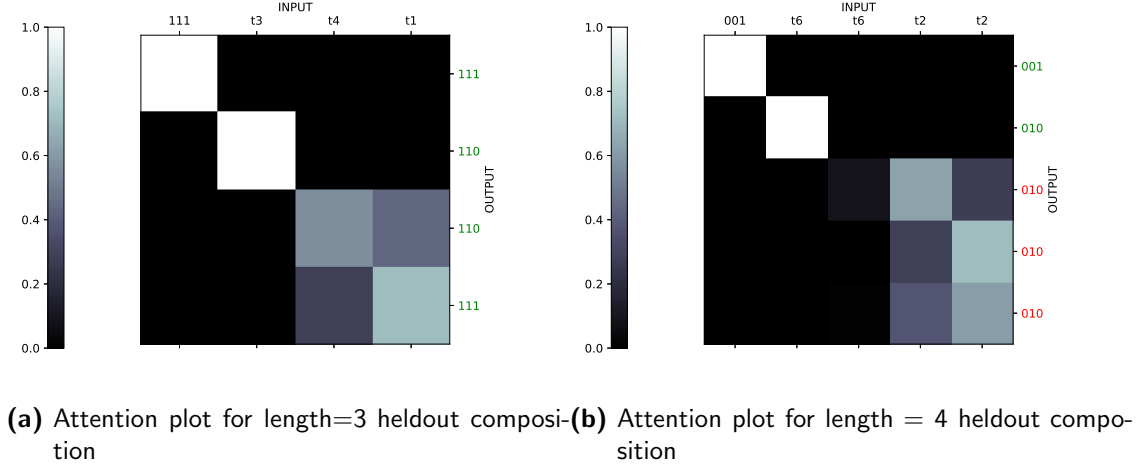 INPUT
111 t3 t4 t1
1.0
0.8
0.6
0.4
0.2
0.0
111
110
110
111
OUTPUT
INPUT
001 t6 t6 t2 t2
1.0
0.8
0.6
0.4
0.2
0.0
001
010
010
010
010
OUTPUT
(a) Attention plot for length=3 heldout composi-
tion
(b) Attention plot for length = 4 heldout compo-
sition